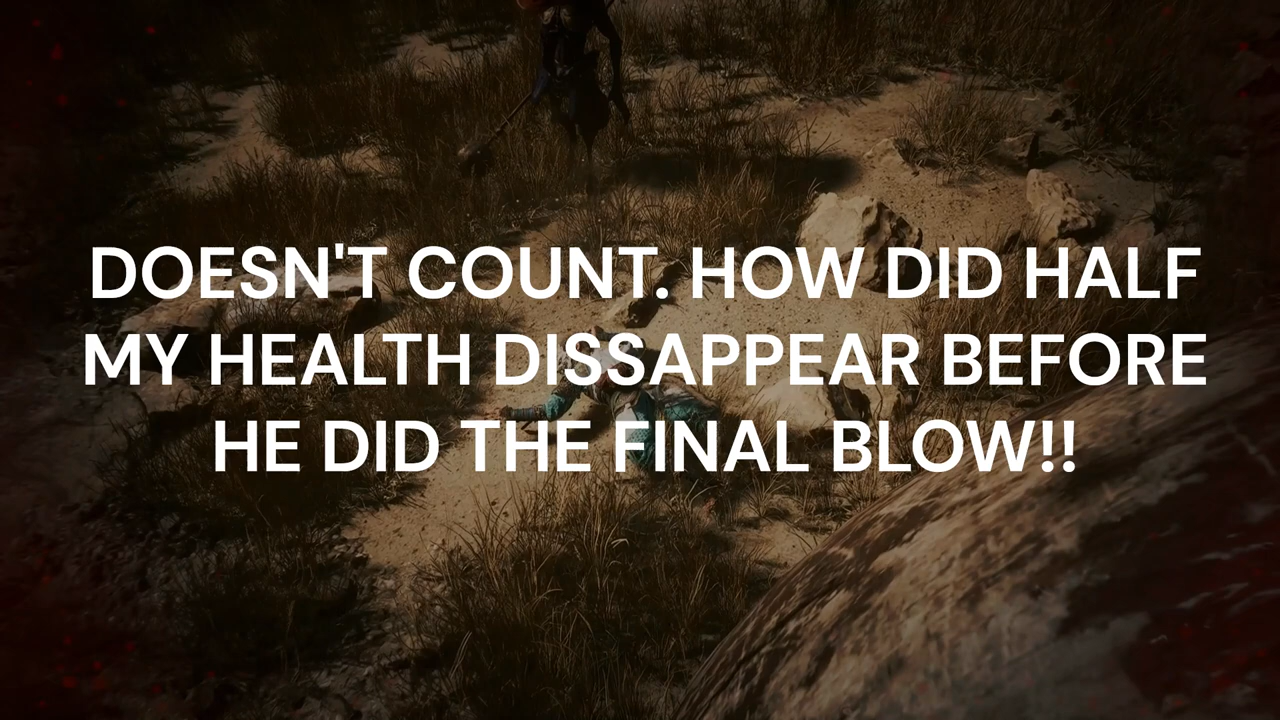 DOESN'T COUNT. HOW DID HALF
MY HEALTH DISSAPPEAR BEFORE
HE DID THE FINAL BLOW!!